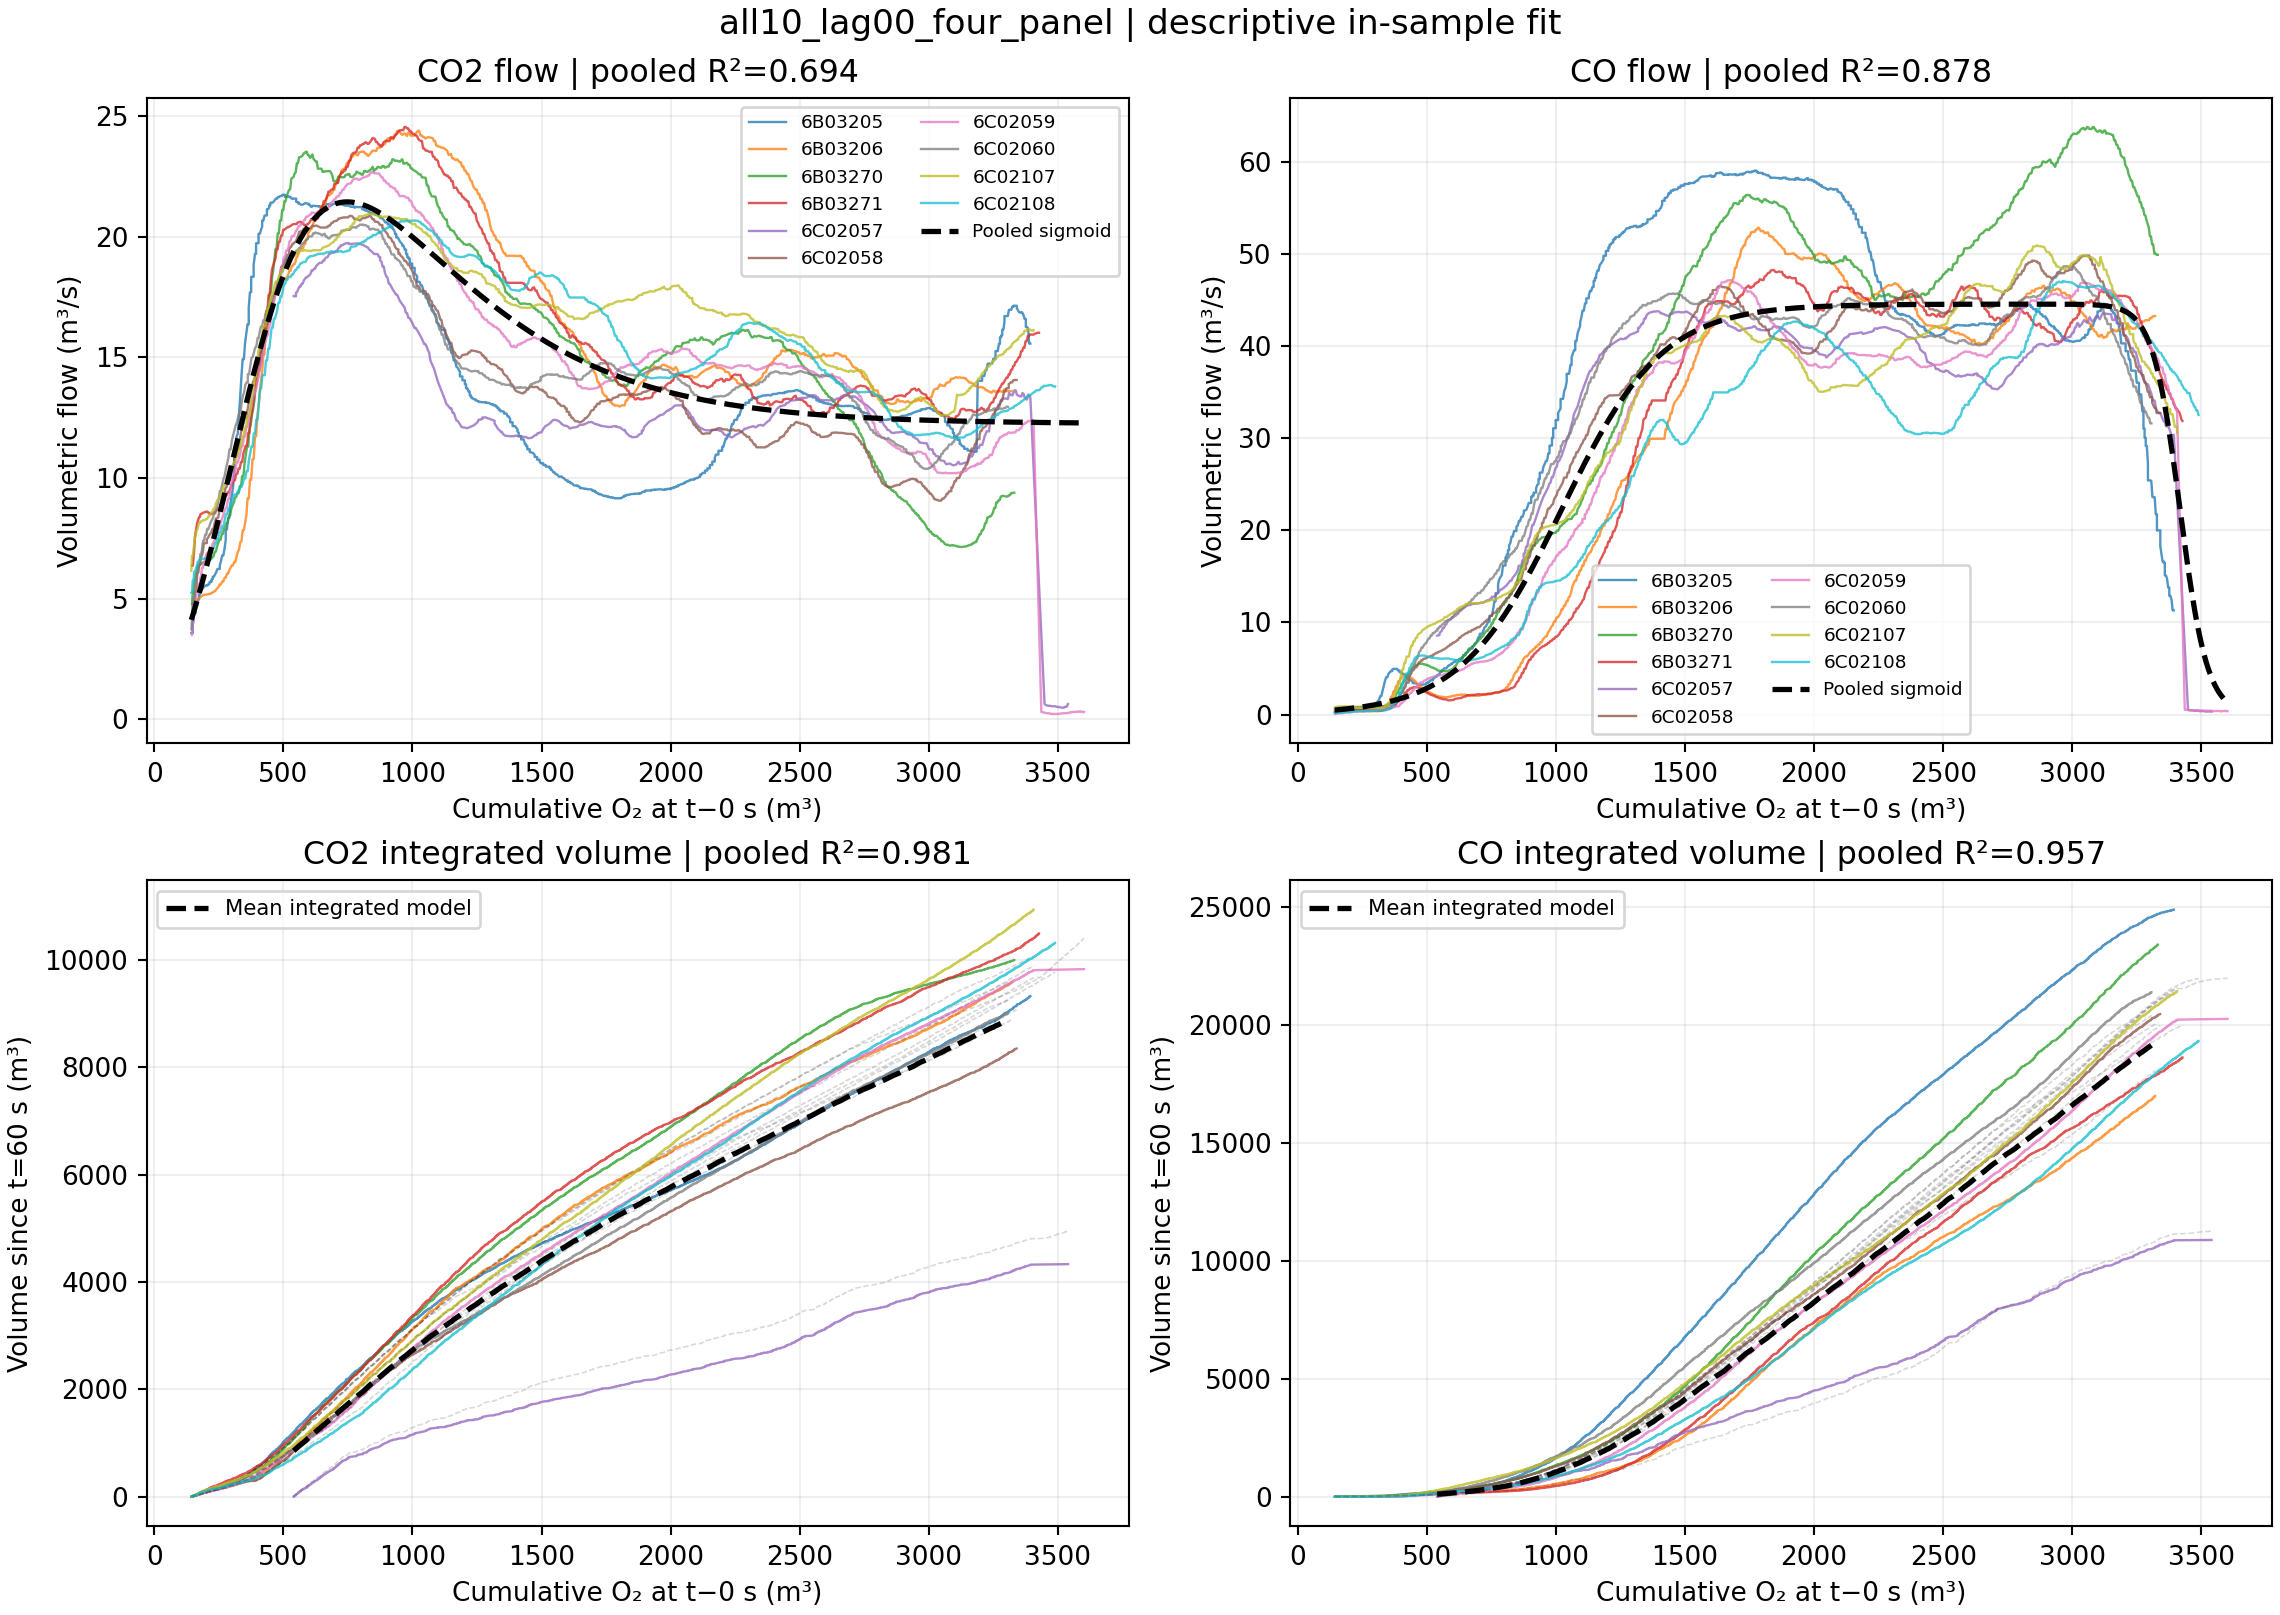 all10_lag00_four_panel | descriptive in-sample fit
CO2 flow | pooled R²=0.694
Volumetric flow (m³/s)
25
20
15
10
5
0
6B03205
6B03206
6B03270
6B03271
6C02057
6C02058
6C02059
6C02060
6C02107
6C02108
Pooled sigmoid
0 500 1000 1500 2000 2500 3000 3500
Cumulative O₂ at t−0 s (m³)
CO flow | pooled R²=0.878
Volumetric flow (m³/s)
60
50
40
30
20
10
0
6B03205
6B03206
6B03270
6B03271
6C02057
6C02058
6C02059
6C02060
6C02107
6C02108
Pooled sigmoid
0 500 1000 1500 2000 2500 3000 3500
Cumulative O₂ at t−0 s (m³)
CO2 integrated volume | pooled R²=0.981
Mean integrated model
Volume since t=60 s (m³)
10000
8000
6000
4000
2000
0
0 500 1000 1500 2000 2500 3000 3500
Cumulative O₂ at t−0 s (m³)
CO integrated volume | pooled R²=0.957
Mean integrated model
Volume since t=60 s (m³)
25000
20000
15000
10000
5000
0
0 500 1000 1500 2000 2500 3000 3500
Cumulative O₂ at t−0 s (m³)